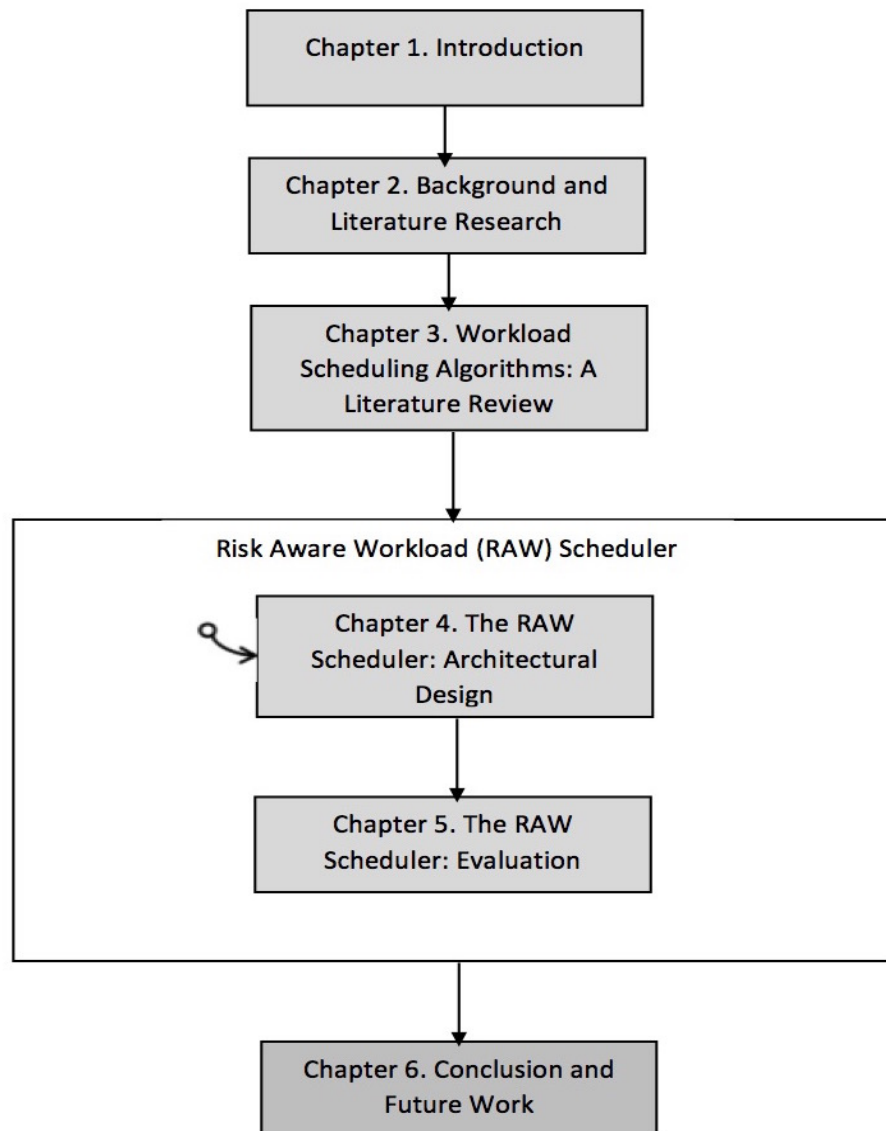 Chapter 1. Introduction
Chapter 2. Background and
Literature Research
Chapter 3. Workload
Scheduling Algorithms: A
Literature Review
Risk Aware Workload (RAW) Scheduler
Chapter 4. The RAW
Scheduler: Architectural
Design
Chapter 5. The RAW
Scheduler: Evaluation
Chapter 6. Conclusion and
Future Work